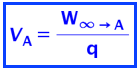 V_A = W_∞ → A / q